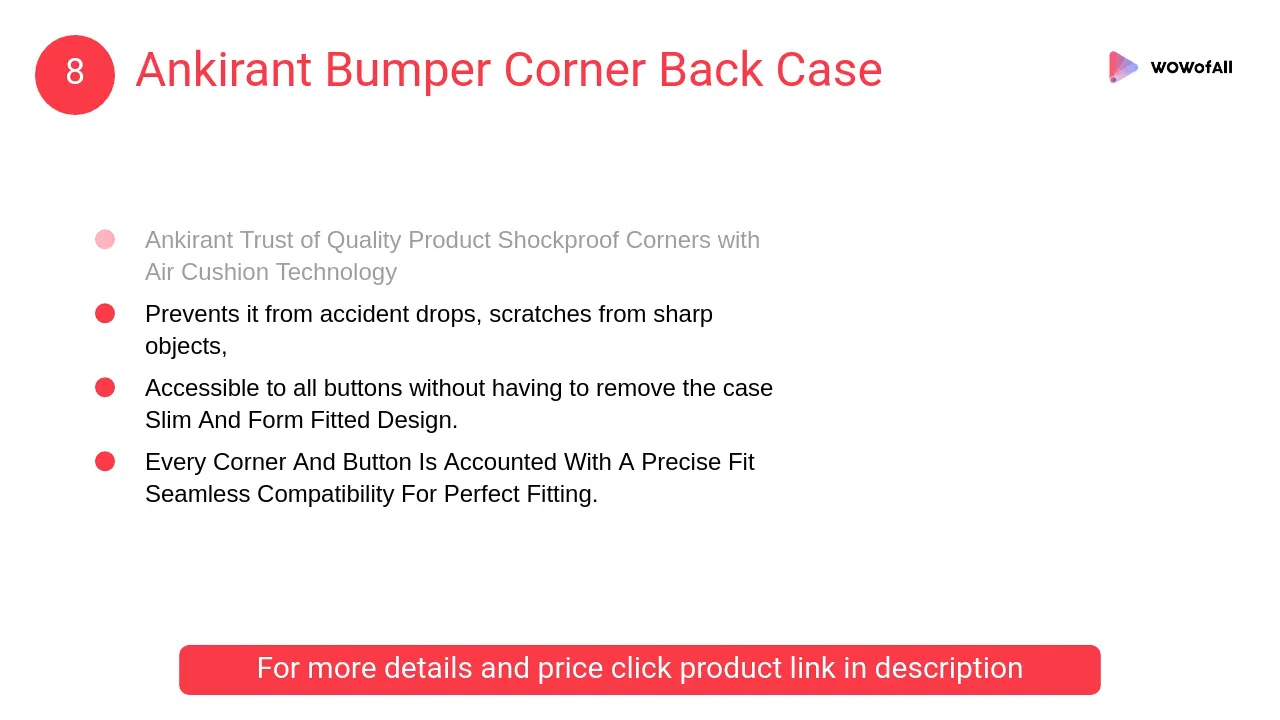 8
Ankirant Bumper Corner Back Case
WOWofAll
Ankirant Trust of Quality Product Shockproof Corners with
Air Cushion Technology
Prevents it from accident drops, scratches from sharp
objects,
Accessible to all buttons without having to remove the case
Slim And Form Fitted Design.
Every Corner And Button Is Accounted With A Precise Fit
Seamless Compatibility For Perfect Fitting.
For more details and price click product link in description